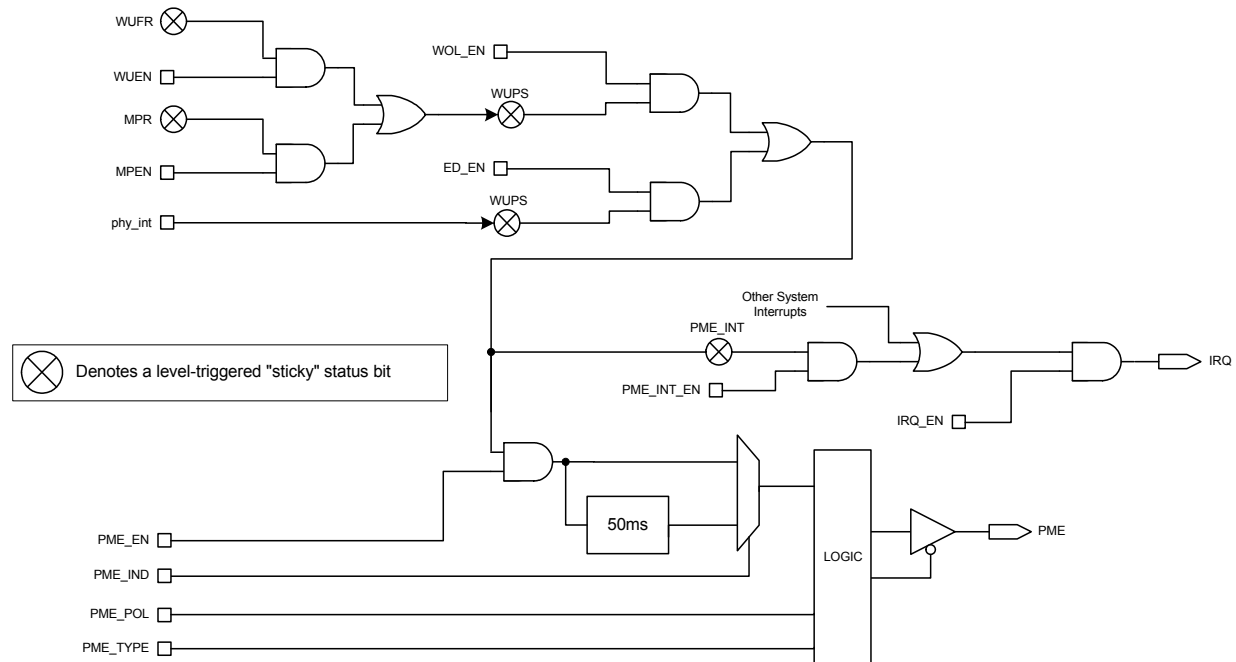 WUFR
WUEN
MPR
MPEN
phy_int
WOL_EN
WUPS
ED_EN
WUPS
Other System
Interrupts
PME_INT
PME_INT_EN
IRQ_EN
IRQ
Denotes a level-triggered "sticky" status bit
50ms
LOGIC
PME
PME_EN
PME_IND
PME_POL
PME_TYPE